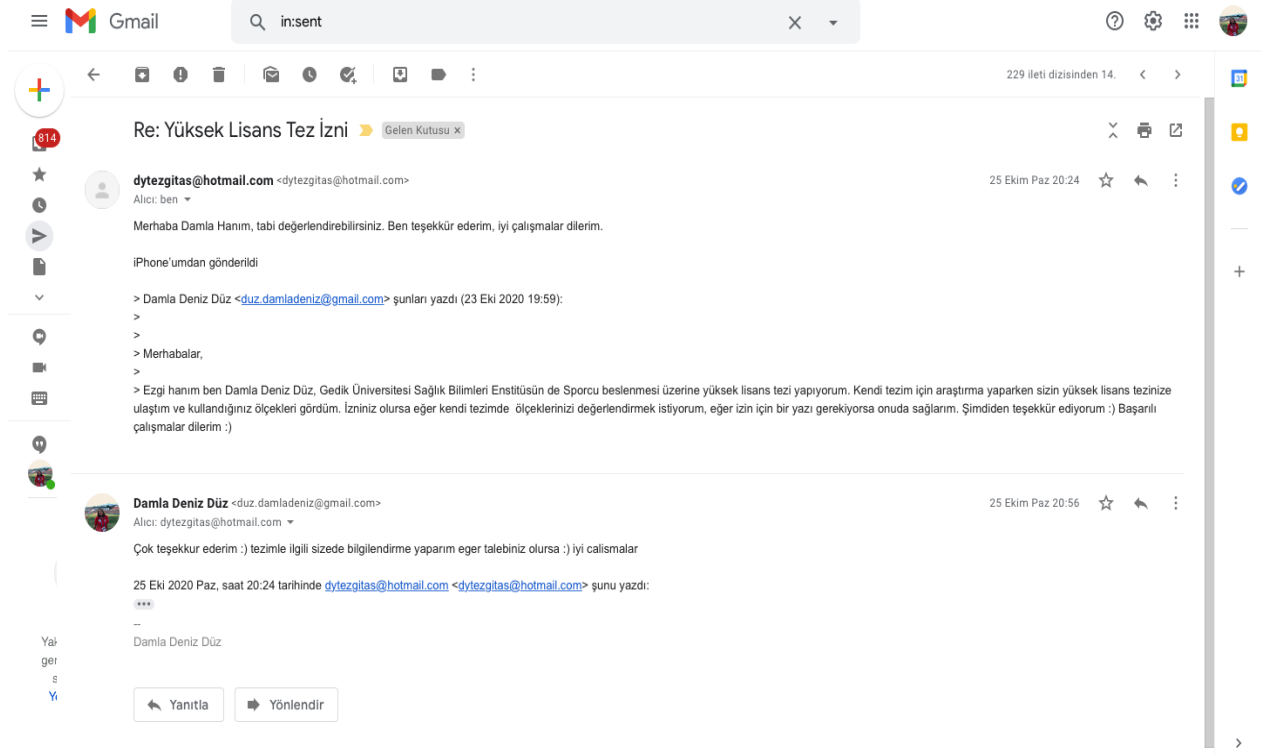 Gmail
in:sent
229 ileti dizisinden 14.
31
814
Re: Yüksek Lisans Tez İzni
Gelen Kutusu ×
dytezgitas@hotmail.com <dytezgitas@hotmail.com>
25 Ekim Paz 20:24
Alıcı: ben
Merhaba Damla Hanım, tabi değerlendirebilirsiniz. Ben teşekkür ederim, iyi çalışmalar dilerim.
iPhone'umdan gönderildi
> Damla Deniz Düz <duz.damladeniz@gmail.com> şunları yazdı (23 Eki 2020 19:59):
>
>
> Merhabalar,
>
> Ezgi hanım ben Damla Deniz Düz, Gedik Üniversitesi Sağlık Bilimleri Enstitüsün de Sporcu beslenmesi üzerine yüksek lisans tezi yapıyorum. Kendi tezim için araştırma yaparken sizin yüksek lisans tezinize
ulaştım ve kullandığınız ölçekleri gördüm. İzniniz olursa eğer kendi tezimde  ölçeklerinizi değerlendirmek istiyorum, eğer izin için bir yazı gerekiyorsa onuda sağlarım. Şimdiden teşekkür ediyorum :) Başarılı
çalışmalar dilerim :)
Damla Deniz Düz <duz.damladeniz@gmail.com>
25 Ekim Paz 20:56
Alıcı: dytezgitas@hotmail.com
Çok teşekkur ederim :) tezimle ilgili sizede bilgilendirme yaparım eger talebiniz olursa :) iyi calismalar
25 Eki 2020 Paz, saat 20:24 tarihinde dytezgitas@hotmail.com <dytezgitas@hotmail.com> şunu yazdı:
--
Damla Deniz Düz
Yanıtla
Yönlendir